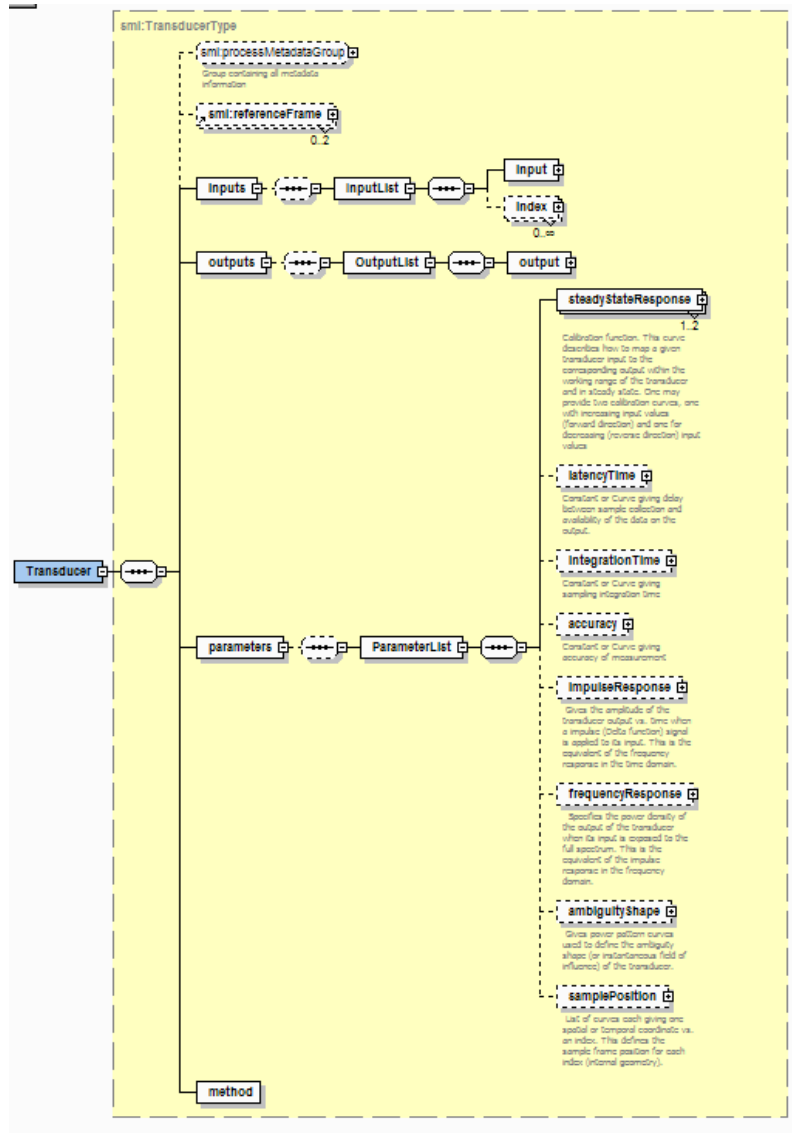 sml:TransducerType
sml:processMetadataGroup
Group containing all metadata
information
sml:referenceFrame
0..2
inputs
InputList
input
index
0..∞
outputs
OutputList
output
steadyStateResponse
1..2
Calibration function. This curve
describes how to map a given
transducer input to the
corresponding output within the
working range of the transducer
and in steady state. One may
provide two calibration curves, one
with increasing input values
(forward direction) and one for
decreasing (reverse direction) input
values
latencyTime
Constant or Curve giving delay
between sample collection and
availability of the data on the
output.
integrationTime
Constant or Curve giving
sampling integration time
Transducer
accuracy
Constant or Curve giving
accuracy of measurement
parameters
ParameterList
impulseResponse
Gives the amplitude of the
transducer output vs. time when
a impulse (Delta function) signal
is applied to its input. This is the
equivalent of the frequency
response in the time domain.
frequencyResponse
Specifies the power density of
the output of the transducer
when its input is exposed to the
full spectrum. This is the
equivalent of the impulse
response in the frequency
domain.
ambiguityShape
Gives power pattern curves
used to define the ambiguity
shape (or instantaneous field of
influence) of the transducer.
samplePosition
List of curves each giving one
spatial or temporal coordinate vs.
an index. This defines the
sample frame position for each
index (internal geometry).
method